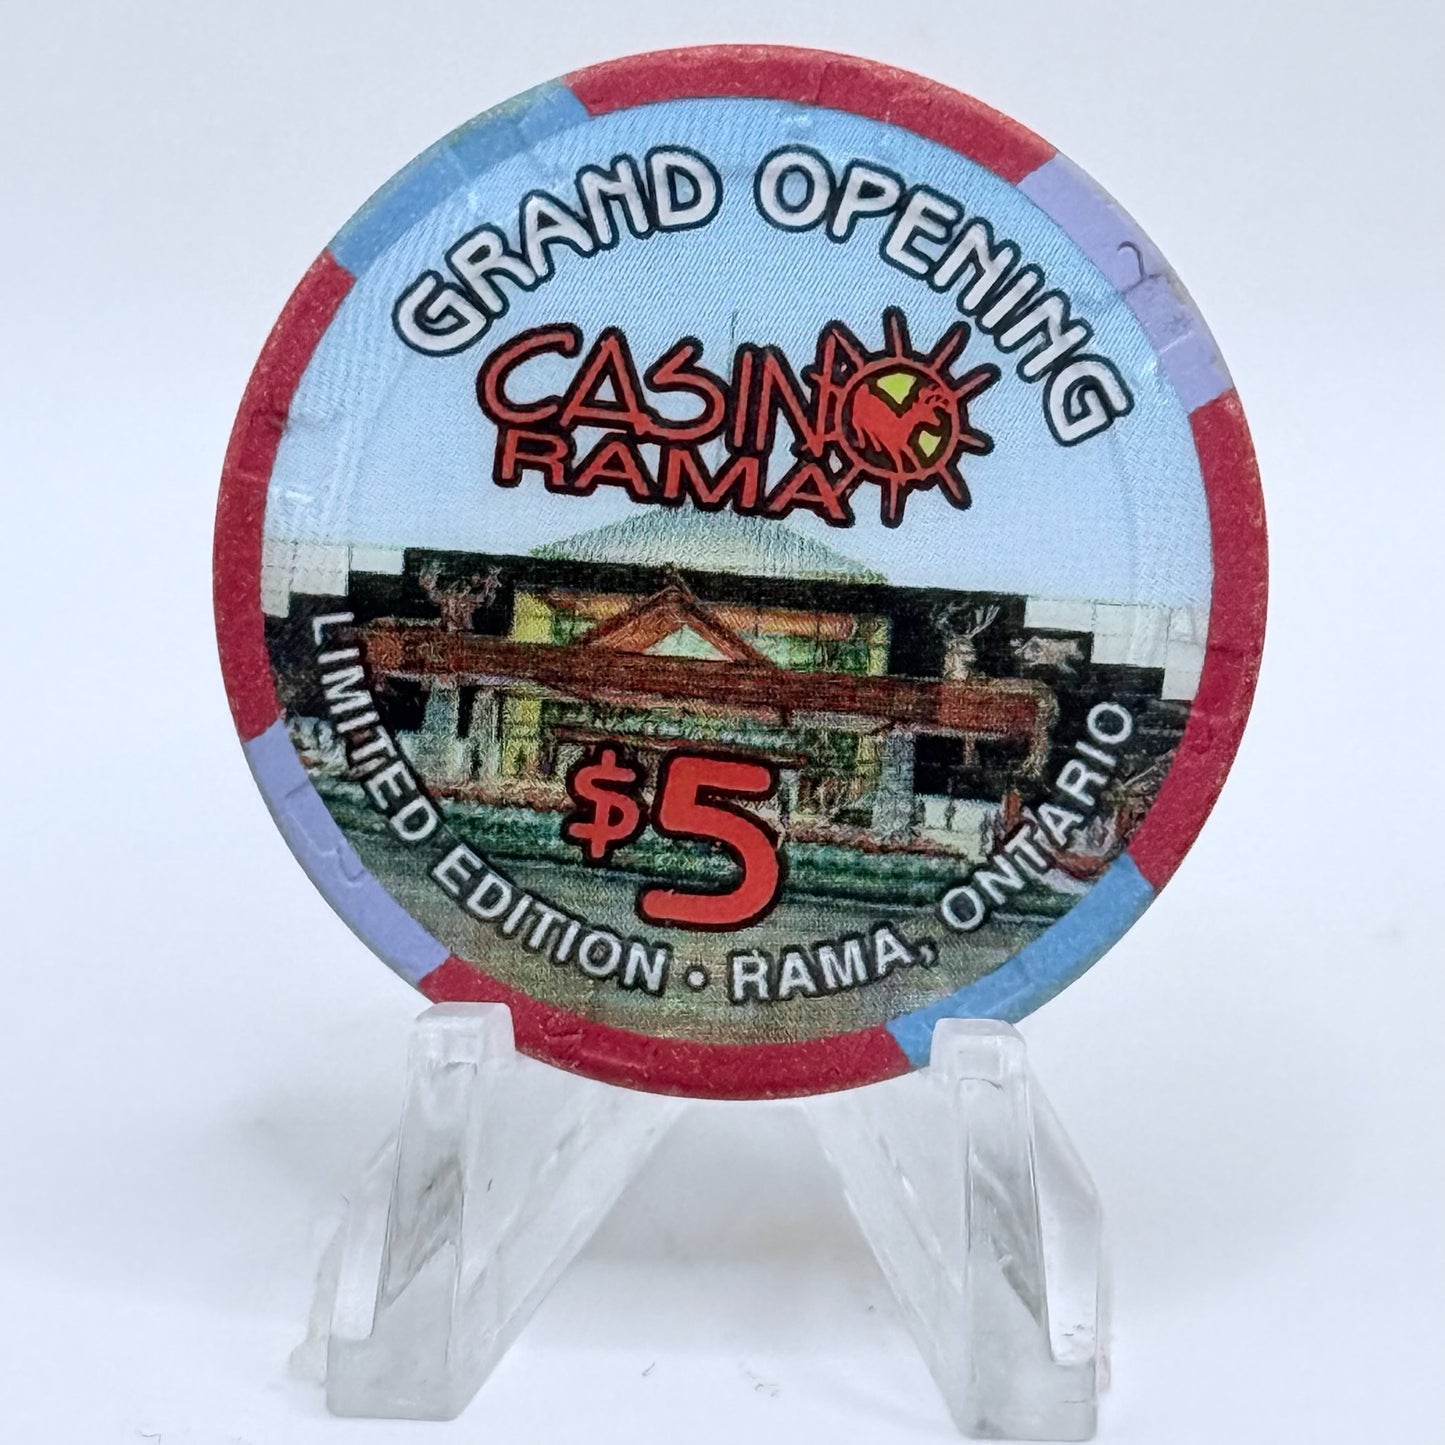 GRAND OPENING
CASINO
RAMA
$5
LIMITED EDITION • RAMA, ONTARIO